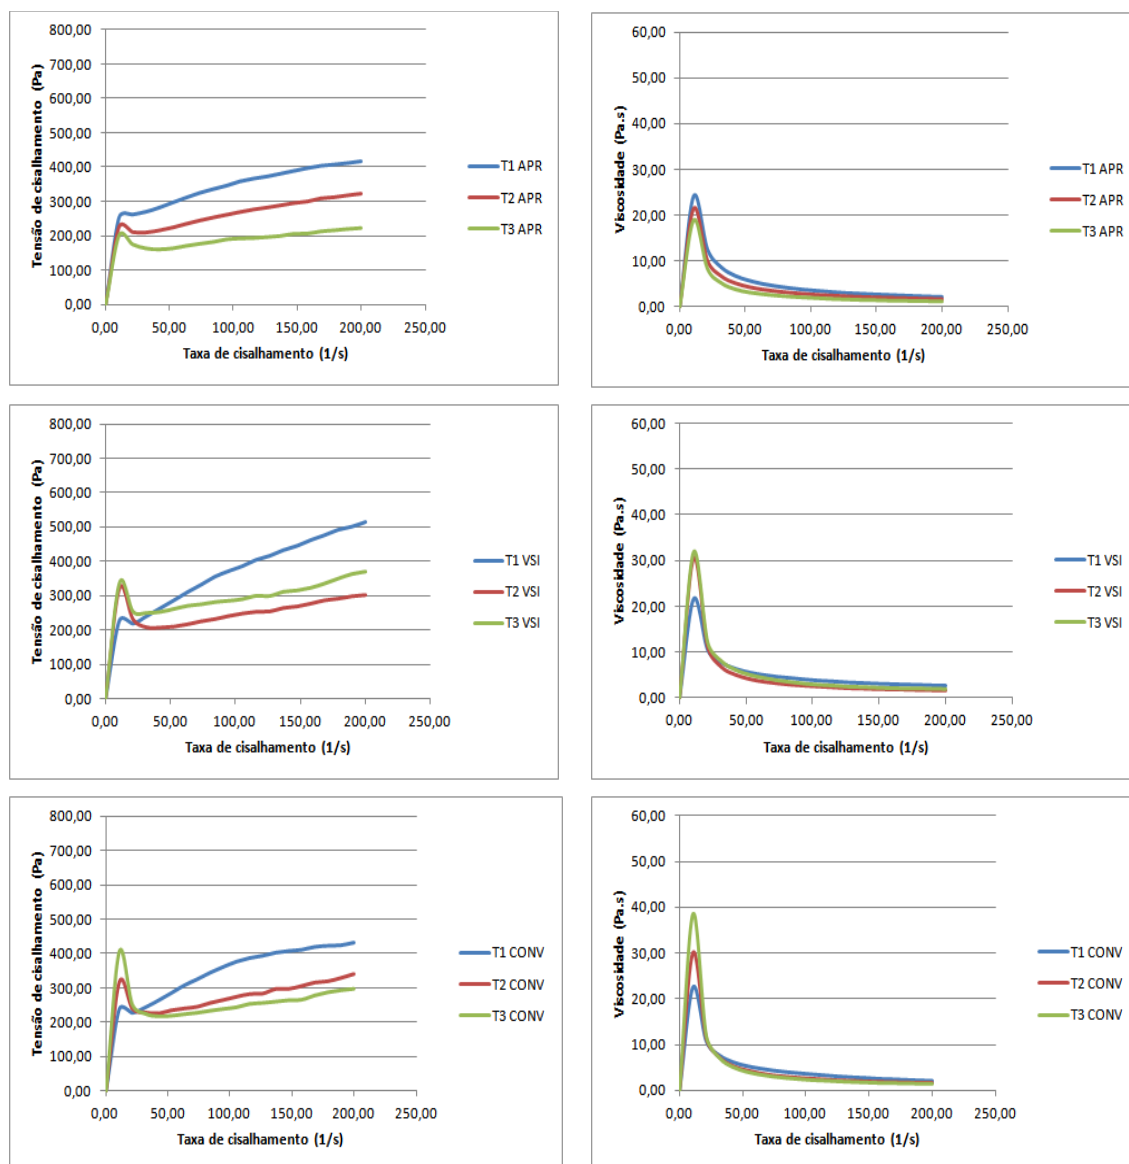 800,00
700,00
600,00
500,00
400,00
300,00
200,00
100,00
0,00
Tensão de cisalhamento (Pa)
0,00 50,00 100,00 150,00 200,00 250,00
Taxa de cisalhamento (1/s)
T1 APR
T2 APR
T3 APR
60,00
50,00
40,00
30,00
20,00
10,00
0,00
Viscosidade (Pa.s)
0,00 50,00 100,00 150,00 200,00 250,00
Taxa de cisalhamento (1/s)
T1 APR
T2 APR
T3 APR
800,00
700,00
600,00
500,00
400,00
300,00
200,00
100,00
0,00
Tensão de cisalhamento (Pa)
0,00 50,00 100,00 150,00 200,00 250,00
Taxa de cisalhamento (1/s)
T1 VSI
T2 VSI
T3 VSI
60,00
50,00
40,00
30,00
20,00
10,00
0,00
Viscosidade (Pa.s)
0,00 50,00 100,00 150,00 200,00 250,00
Taxa de cisalhamento (1/s)
T1 VSI
T2 VSI
T3 VSI
800,00
700,00
600,00
500,00
400,00
300,00
200,00
100,00
0,00
Tensão de cisalhamento (Pa)
0,00 50,00 100,00 150,00 200,00 250,00
Taxa de cisalhamento (1/s)
T1 CONV
T2 CONV
T3 CONV
60,00
50,00
40,00
30,00
20,00
10,00
0,00
Viscosidade (Pa.s)
0,00 50,00 100,00 150,00 200,00 250,00
Taxa de cisalhamento (1/s)
T1 CONV
T2 CONV
T3 CONV